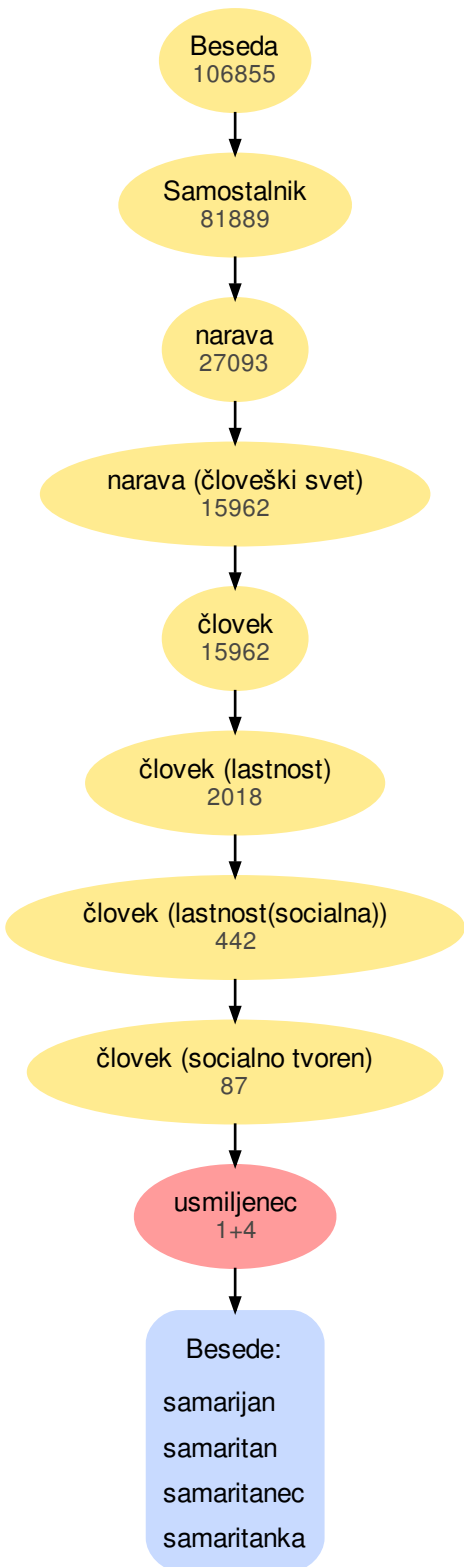 Beseda
106855
Samostalnik
81889
narava
27093
narava (človeški svet)
15962
človek
15962
človek (lastnost)
2018
človek (lastnost(socialna))
442
človek (socialno tvoren)
87
usmiljenec
1+4
Besede:
samarijan
samaritan
samaritanec
samaritanka